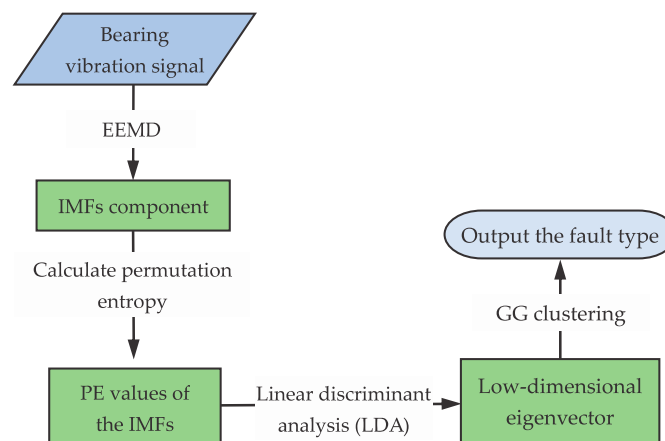 Bearing
vibration signal
EEMD
IMFs component
Calculate permutation
entropy
PE values of
the IMFs
Linear discriminant
analysis (LDA)
Low-dimensional
eigenvector
GG clustering
Output the fault type